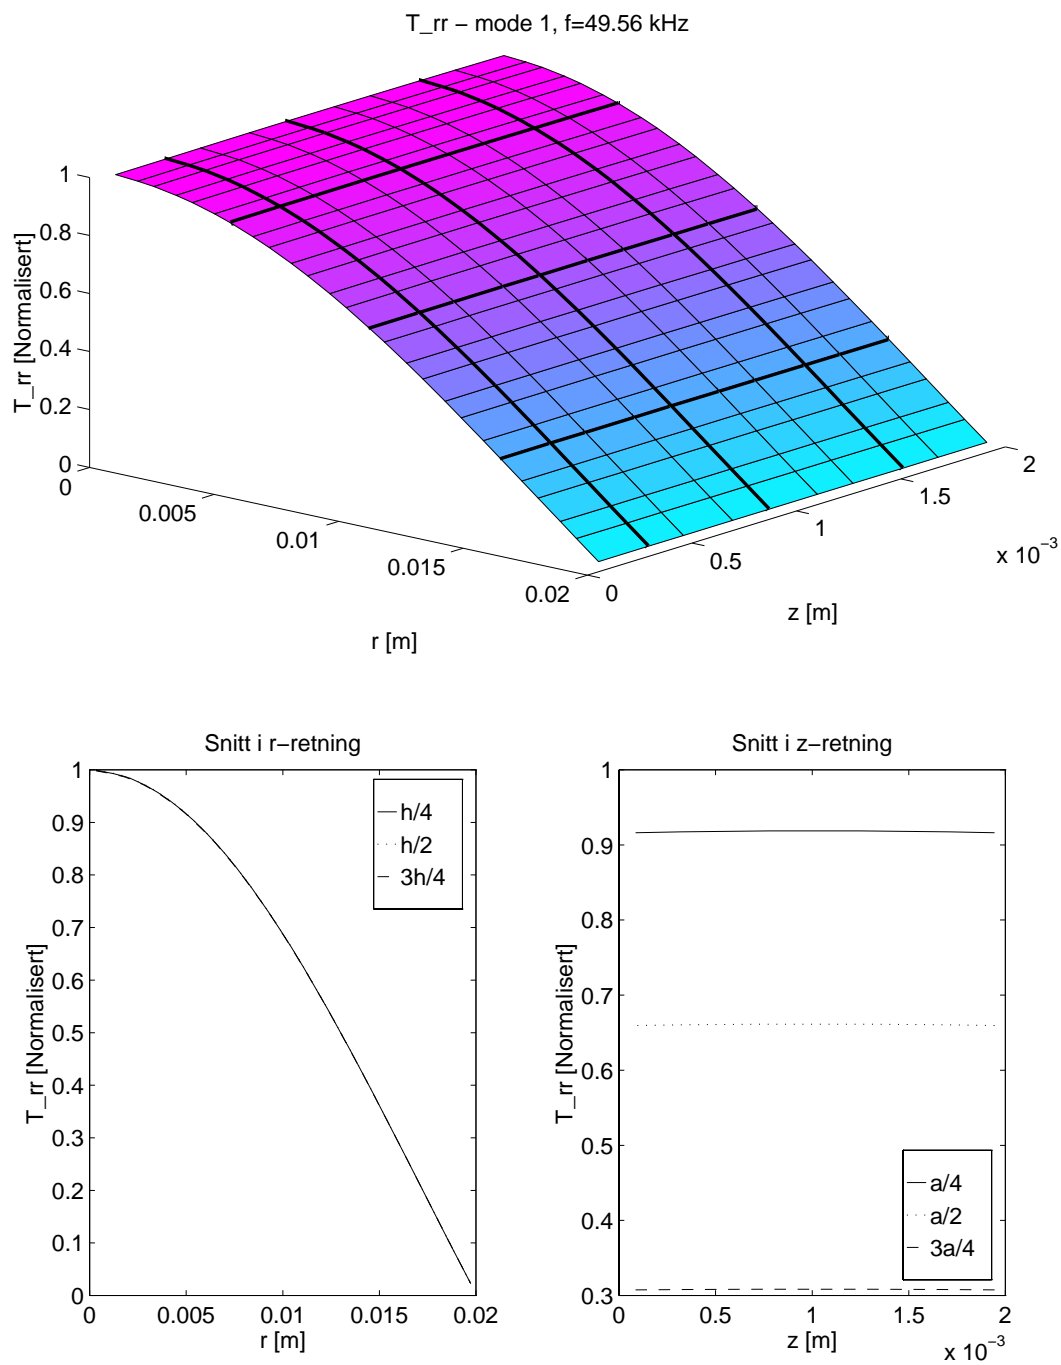 T_rr − mode 1, f=49.56 kHz
1
0.8
0.6
0.4
0.2
0
T_rr [Normalisert]
0
0.005
0.01
0.015
0.02
r [m]
0
0.5
1
1.5
2
x 10−3
z [m]
Snitt i r−retning
1
0.9
0.8
0.7
0.6
0.5
0.4
0.3
0.2
0.1
0
T_rr [Normalisert]
h/4
h/2
3h/4
0 0.005 0.01 0.015 0.02
r [m]
Snitt i z−retning
1
0.9
0.8
0.7
0.6
0.5
0.4
0.3
T_rr [Normalisert]
a/4
a/2
3a/4
0 0.5 1 1.5 2
x 10−3
z [m]